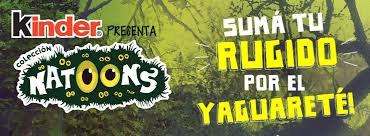 Kinder PRESENTA
colección
NATOONS
SUMÁ TU
RUGIDO
POR EL
YAGUARETÉ!